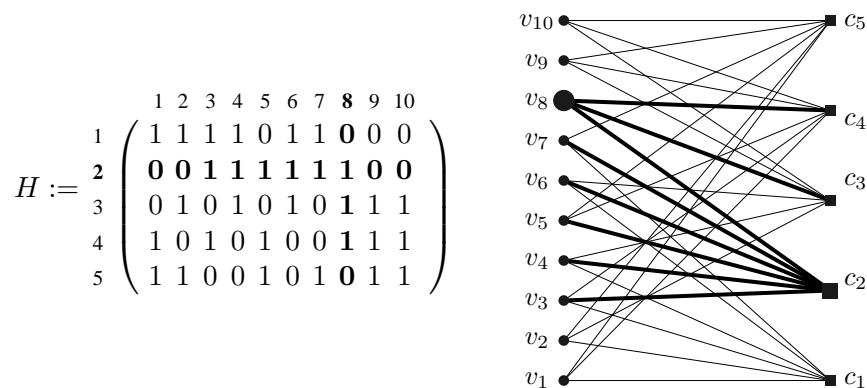 1 2 3 4 5 6 7 8 9 10
1 1 1 1 1 0 1 1 0 0 0
H := 2 0 0 1 1 1 1 1 1 0 0
3 0 1 0 1 0 1 0 1 1 1
4 1 0 1 0 1 0 0 1 1 1
5 1 1 0 0 1 0 1 0 1 1
v10 c5
v9
v8 c4
v7
v6 c3
v5
v4 c2
v3
v2
v1 c1